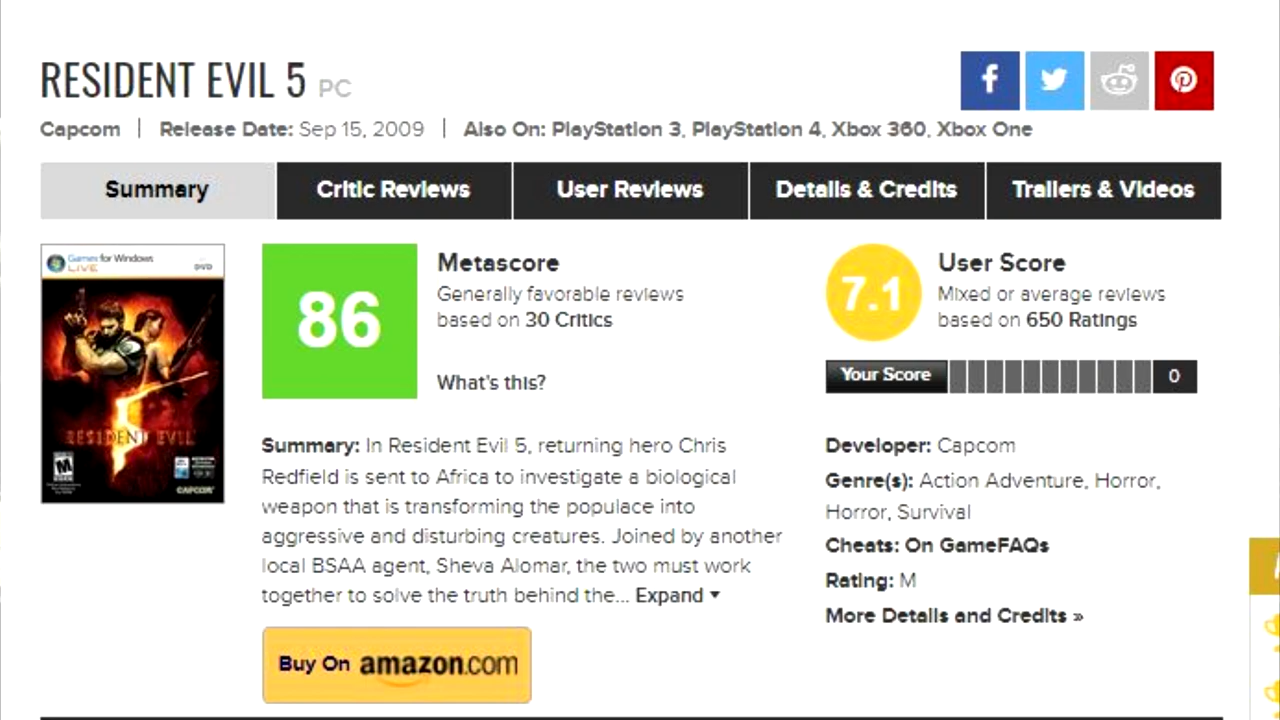 RESIDENT EVIL 5 PC
Capcom | Release Date: Sep 15, 2009 | Also On: PlayStation 3, PlayStation 4, Xbox 360, Xbox One
Summary Critic Reviews User Reviews Details & Credits Trailers & Videos
Games for Windows
LIVE
DVD
RESIDENT EVIL
M
CAPCOM
86
Metascore
Generally favorable reviews
based on 30 Critics
What's this?
7.1
User Score
Mixed or average reviews
based on 650 Ratings
Your Score 0
Summary: In Resident Evil 5, returning hero Chris
Redfield is sent to Africa to investigate a biological
weapon that is transforming the populace into
aggressive and disturbing creatures. Joined by another
local BSAA agent, Sheva Alomar, the two must work
together to solve the truth behind the... Expand ▼
Buy On amazon.com
Developer: Capcom
Genre(s): Action Adventure, Horror,
Horror, Survival
Cheats: On GameFAQs
Rating: M
More Details and Credits »